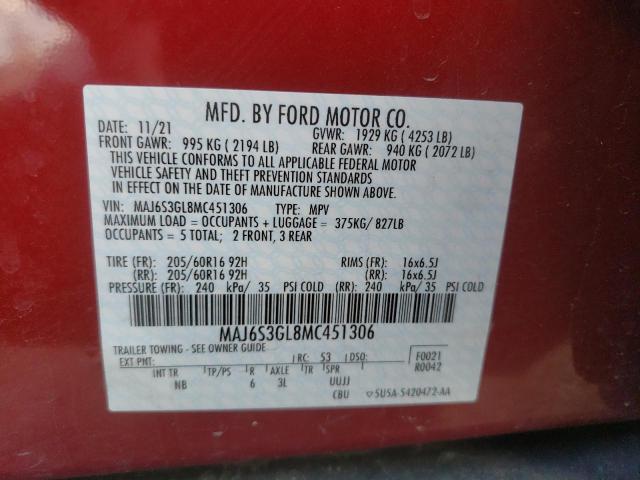 MFD. BY FORD MOTOR CO.
DATE: 11/21 GVWR: 1929 KG ( 4253 LB)
FRONT GAWR: 995 KG ( 2194 LB) REAR GAWR: 940 KG ( 2072 LB)
THIS VEHICLE CONFORMS TO ALL APPLICABLE FEDERAL MOTOR
VEHICLE SAFETY AND THEFT PREVENTION STANDARDS
IN EFFECT ON THE DATE OF MANUFACTURE SHOWN ABOVE.
VIN: MAJ6S3GL8MC451306 TYPE: MPV
MAXIMUM LOAD = OCCUPANTS + LUGGAGE = 375KG/ 827LB
OCCUPANTS = 5 TOTAL; 2 FRONT, 3 REAR
TIRE (FR): 205/60R16 92H RIMS (FR): 16x6.5J
(RR): 205/60R16 92H (RR): 16x6.5J
PRESSURE (FR): 240 kPa/ 35 PSI COLD (RR): 240 kPa/ 35 PSI COLD
MAJ6S3GL8MC451306
TRAILER TOWING - SEE OWNER GUIDE
EXT PNT: RC: 53 DSO: F0021
R0042
INT TR TP/PS R AXLE TR SPR
NB 6 3L UUJJ
CBU 5U5A-5420472-AA